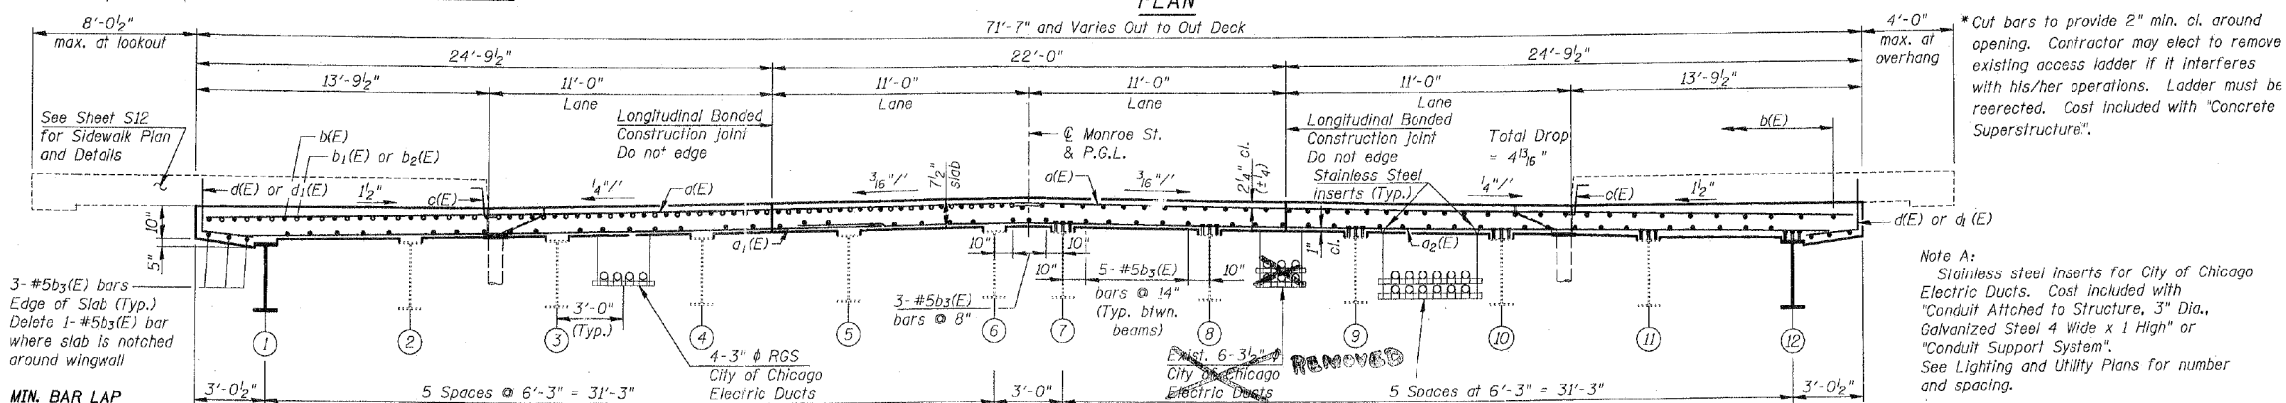 PLAN
8'-0½"
max. at lookout
71'-7" and Varies Out to Out Deck
4'-0"
max. at
overhang
24'-9½"
22'-0"
24'-9½"
13'-9½"
11'-0"
Lane
11'-0"
Lane
11'-0"
Lane
11'-0"
Lane
13'-9½"
*Cut bars to provide 2" min. cl. around
opening. Contractor may elect to remove
existing access ladder if it interferes
with his/her operations. Ladder must be
reerected. Cost included with "Concrete
Superstructure".
See Sheet S12
for Sidewalk Plan
and Details
b(E)
b₁(E) or b₂(E)
d(E) or d₁(E)
1½"
c(E)
Longitudinal Bonded
Construction joint
Do not edge
¼"/'
a(E)
3/16"/'
7½"
slab
℄ Monroe St.
& P.G.L.
a(E)
3/16"/'
2¼" cl.
(±¼)
Longitudinal Bonded
Construction joint
Do not edge
Stainless Steel
inserts (Typ.)
Total Drop
= 4 13/16"
¼"/'
b(E)
c(E)
1½"
d(E) or d₁(E)
10"
5"
a₁(E)
10"
10"
10"
10"
1"
cl.
a₂(E)
3- #5b₃(E) bars
Edge of Slab (Typ.)
Delete 1- #5b₃(E) bar
where slab is notched
around wingwall
3'-0"
(Typ.)
3- #5b₃(E)
bars @ 8"
5- #5b₃(E)
bars @ 14"
(Typ. btwn.
beams)
1
2
3
4
5
6
7
8
9
10
11
12
4-3" ϕ RGS
City of Chicago
Electric Ducts
Exist. 6-3½" ϕ
City of Chicago
Electric Ducts
REMOVED
Note A:
Stainless steel inserts for City of Chicago
Electric Ducts. Cost included with
"Conduit Attched to Structure, 3" Dia.,
Galvanized Steel 4 Wide x 1 High" or
"Conduit Support System".
See Lighting and Utility Plans for number
and spacing.
MIN. BAR LAP
3'-0½"
5 Spaces @ 6'-3" = 31'-3"
3'-0"
5 Spaces at 6'-3" = 31'-3"
3'-0½"